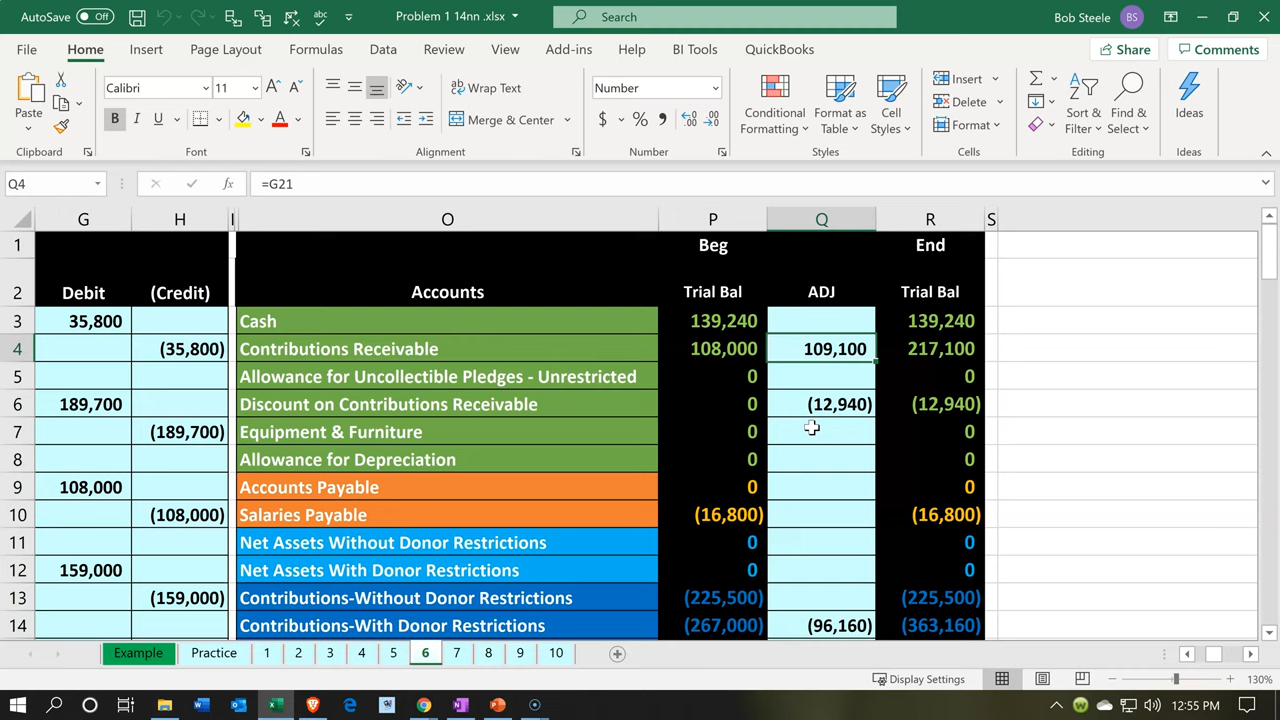 AutoSave Off abc Problem 1 14nn .xlsx Search Bob Steele BS
File Home Insert Page Layout Formulas Data Review View Add-ins Help BI Tools QuickBooks Share Comments
Paste Calibri 11 A A ab Wrap Text Number Conditional Formatting Format as Table Cell Styles Insert Sort & Filter Find & Select Ideas
B I U A Merge & Center $ % , Delete Format
Clipboard Font Alignment Number Styles Cells Editing Ideas
Q4 fx =G21
G H I O P Q R S
1 Beg End
2 Debit (Credit) Accounts Trial Bal ADJ Trial Bal
3 35,800 Cash 139,240 139,240
4 (35,800) Contributions Receivable 108,000 109,100 217,100
5 Allowance for Uncollectible Pledges - Unrestricted 0 0
6 189,700 Discount on Contributions Receivable 0 (12,940) (12,940)
7 (189,700) Equipment & Furniture 0 0
8 Allowance for Depreciation 0 0
9 108,000 Accounts Payable 0 0
10 (108,000) Salaries Payable (16,800) (16,800)
11 Net Assets Without Donor Restrictions 0 0
12 159,000 Net Assets With Donor Restrictions 0 0
13 (159,000) Contributions-Without Donor Restrictions (225,500) (225,500)
14 Contributions-With Donor Restrictions (267,000) (96,160) (363,160)
Example Practice 1 2 3 4 5 6 7 8 9 10
Display Settings 130%
12:55 PM